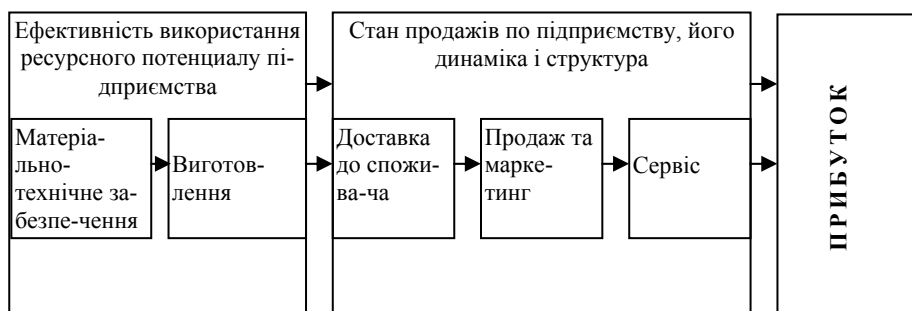 Ефективність використання
ресурсного потенциалу пі-
дприємства
Стан продажів по підприємству, його
динаміка і структура
Матеріа-
льно-
технічне за-
безпе-чення
Виготов-
лення
Доставка
до спожи-
ва-ча
Продаж та
марке-
тинг
Сервіс
ПРИБУТОК